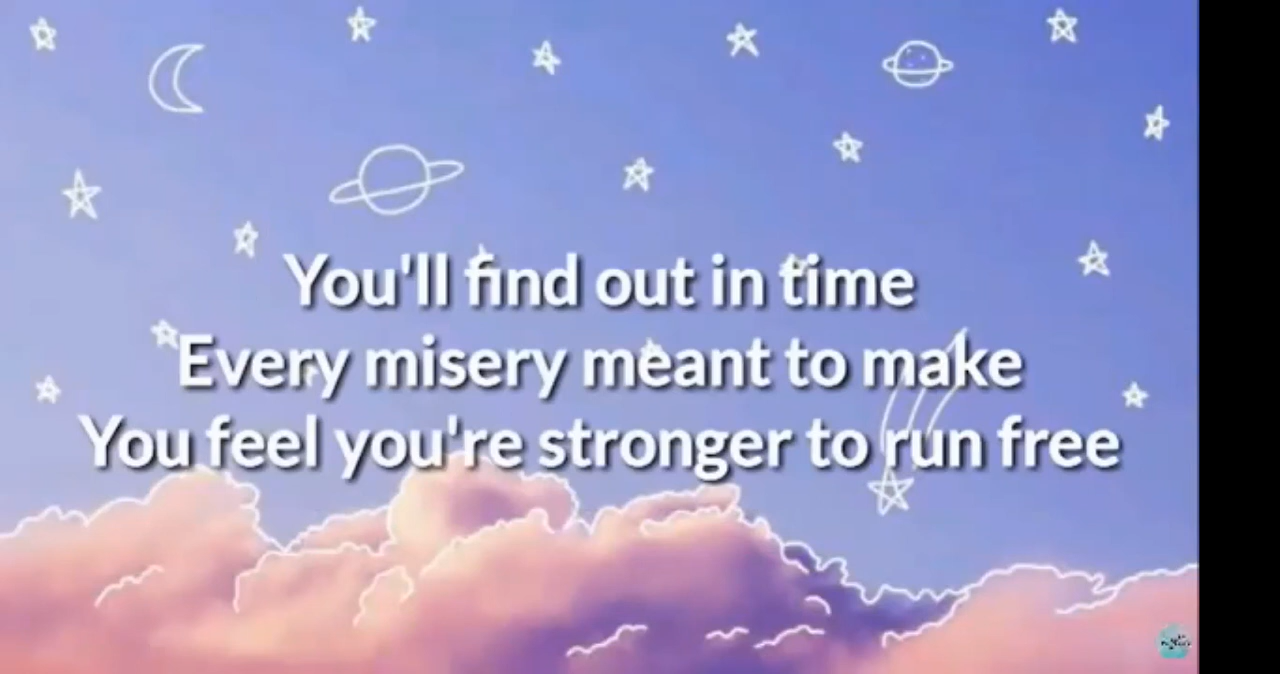 You'll find out in time
Every misery meant to make
You feel you're stronger to run free